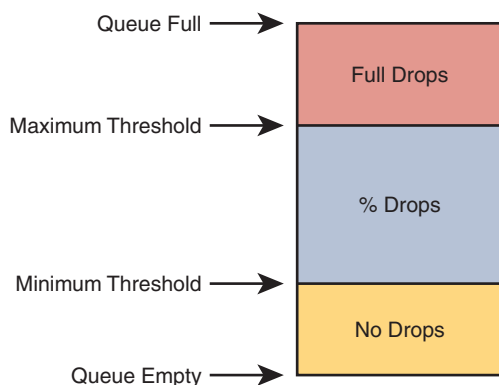 Queue Full
Full Drops
Maximum Threshold
% Drops
Minimum Threshold
No Drops
Queue Empty